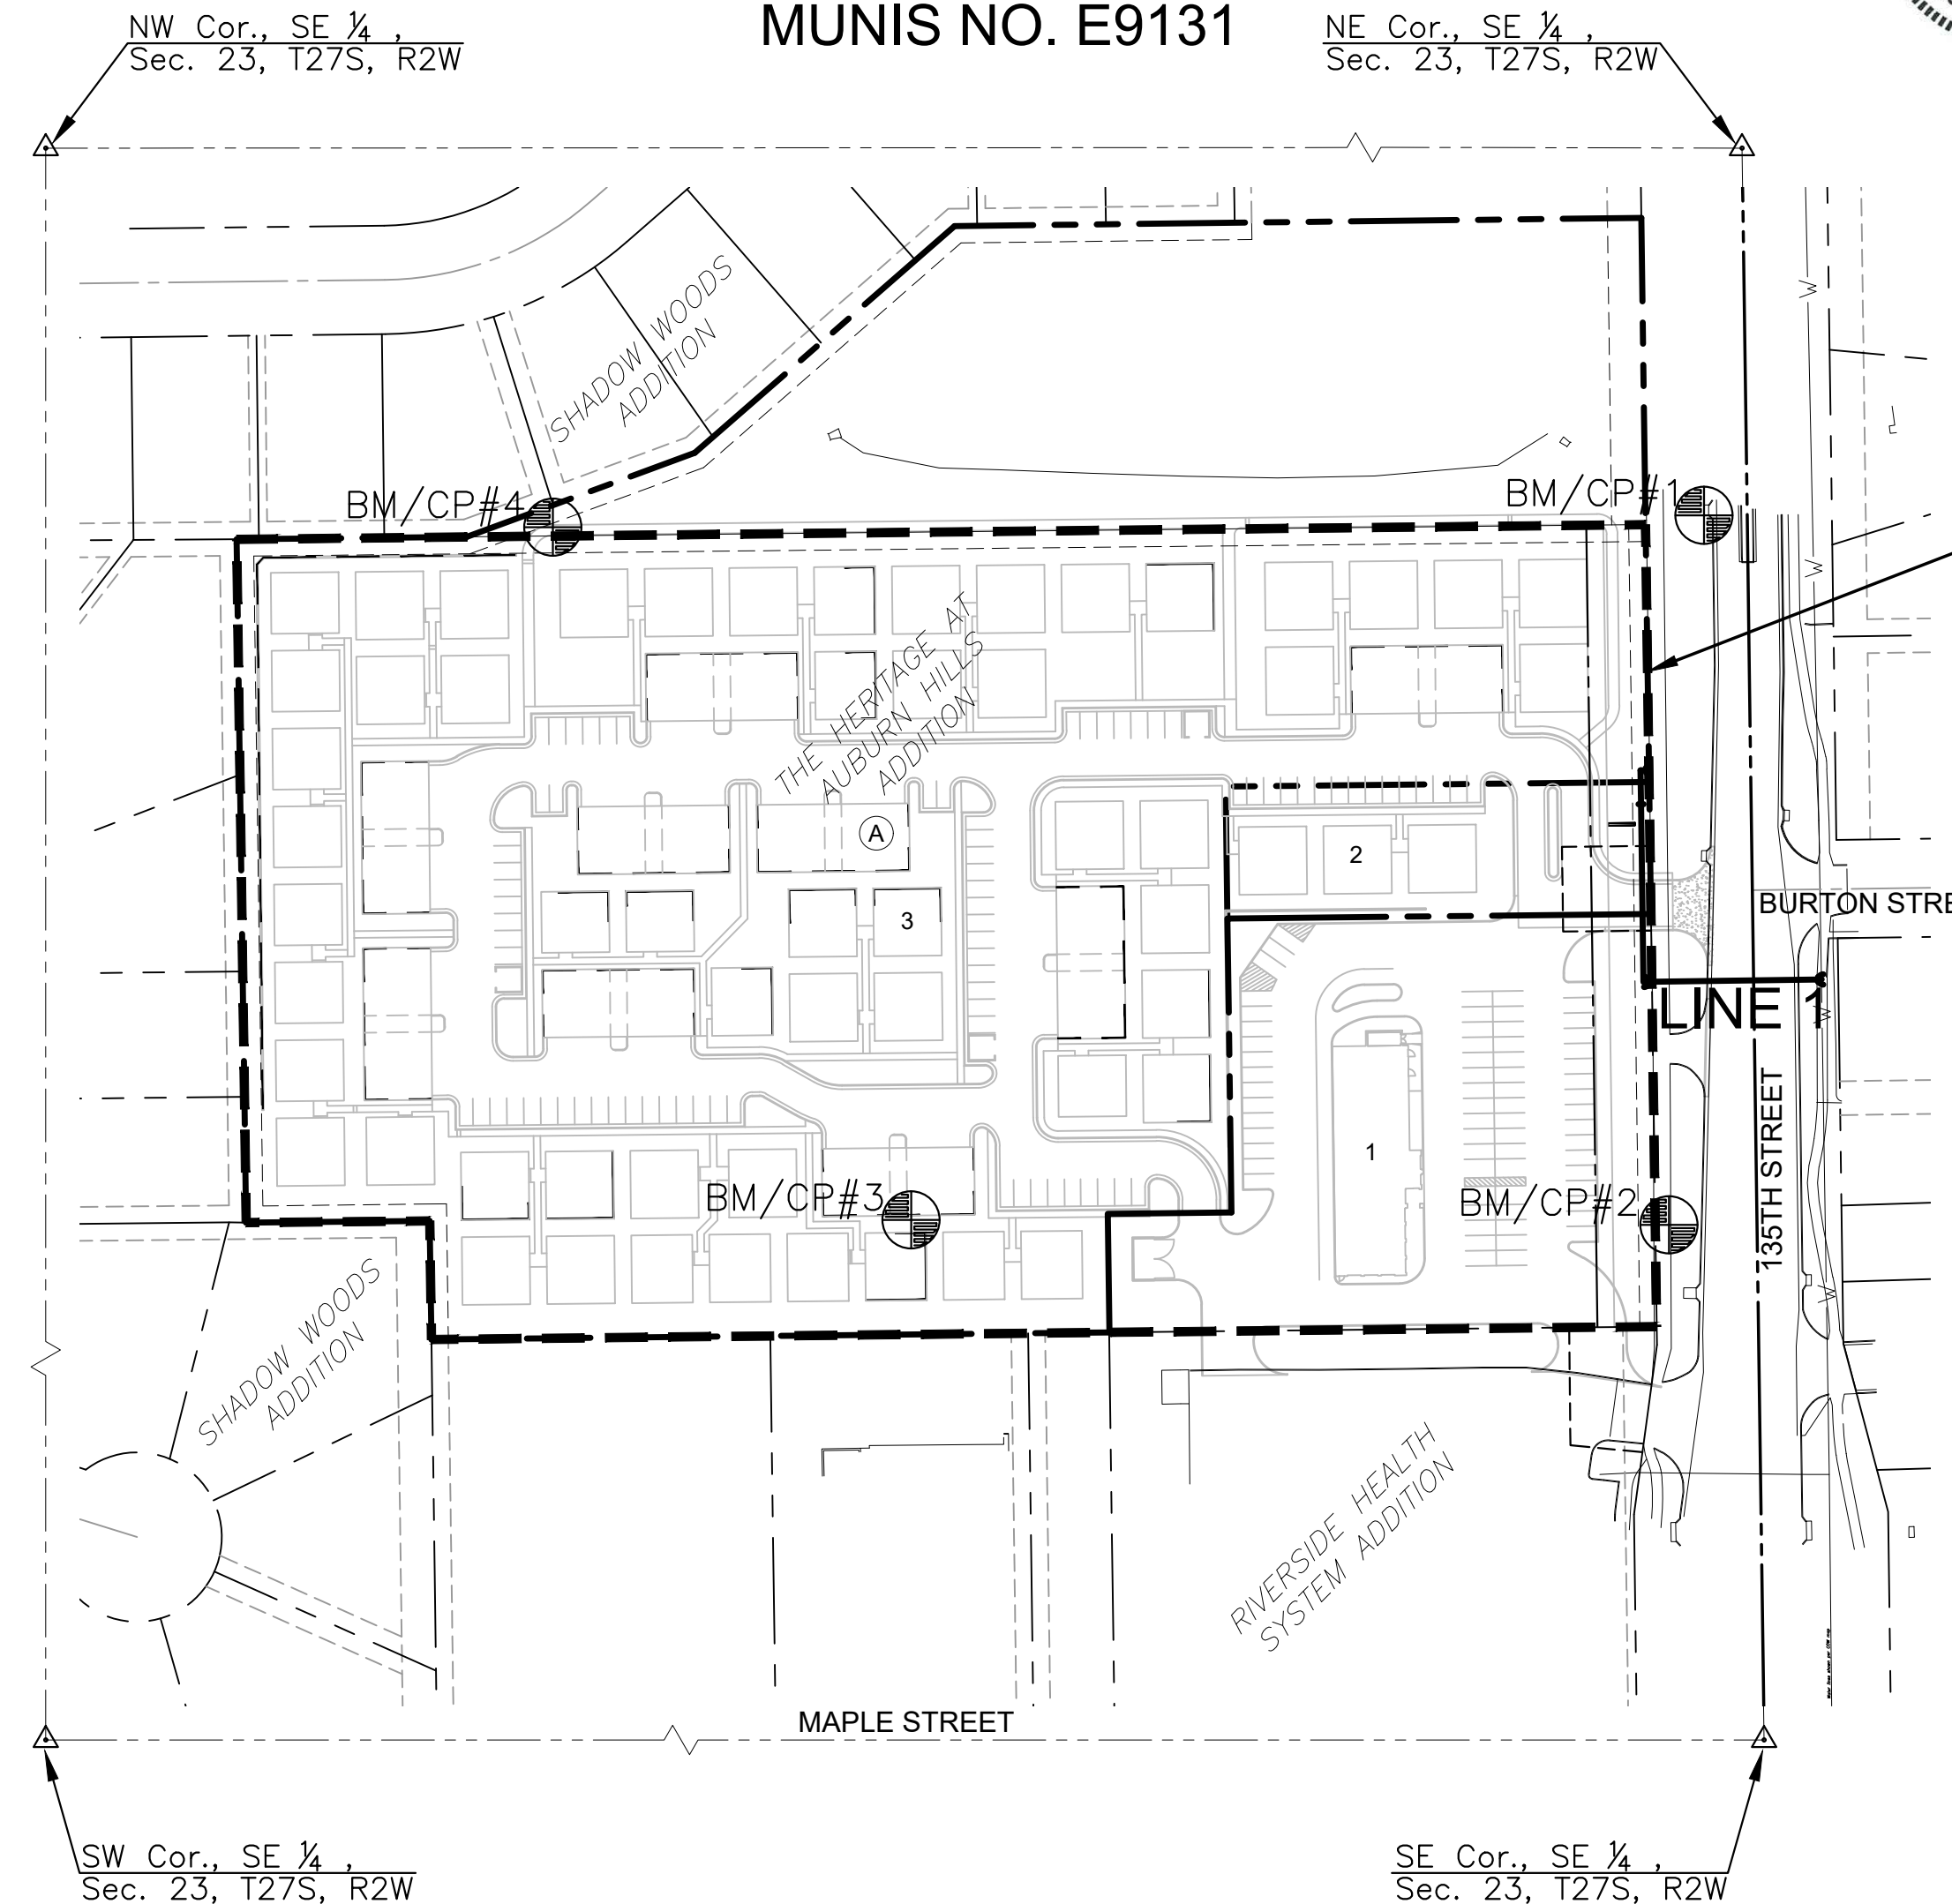 MUNIS NO. E9131
NW Cor., SE ¼ ,
Sec. 23, T27S, R2W
NE Cor., SE ¼ ,
Sec. 23, T27S, R2W
SHADOW WOODS
ADDITION
BM/CP#4
BM/CP#1
THE HERITAGE AT
AUBURN HILLS
ADDITION
A
2
3
BURTON STRE
LINE 1
1
135TH STREET
BM/CP#3
BM/CP#2
SHADOW WOODS
ADDITION
RIVERSIDE HEALTH
SYSTEM ADDITION
W
W
W
W
MAPLE STREET
SW Cor., SE ¼ ,
Sec. 23, T27S, R2W
SE Cor., SE ¼ ,
Sec. 23, T27S, R2W